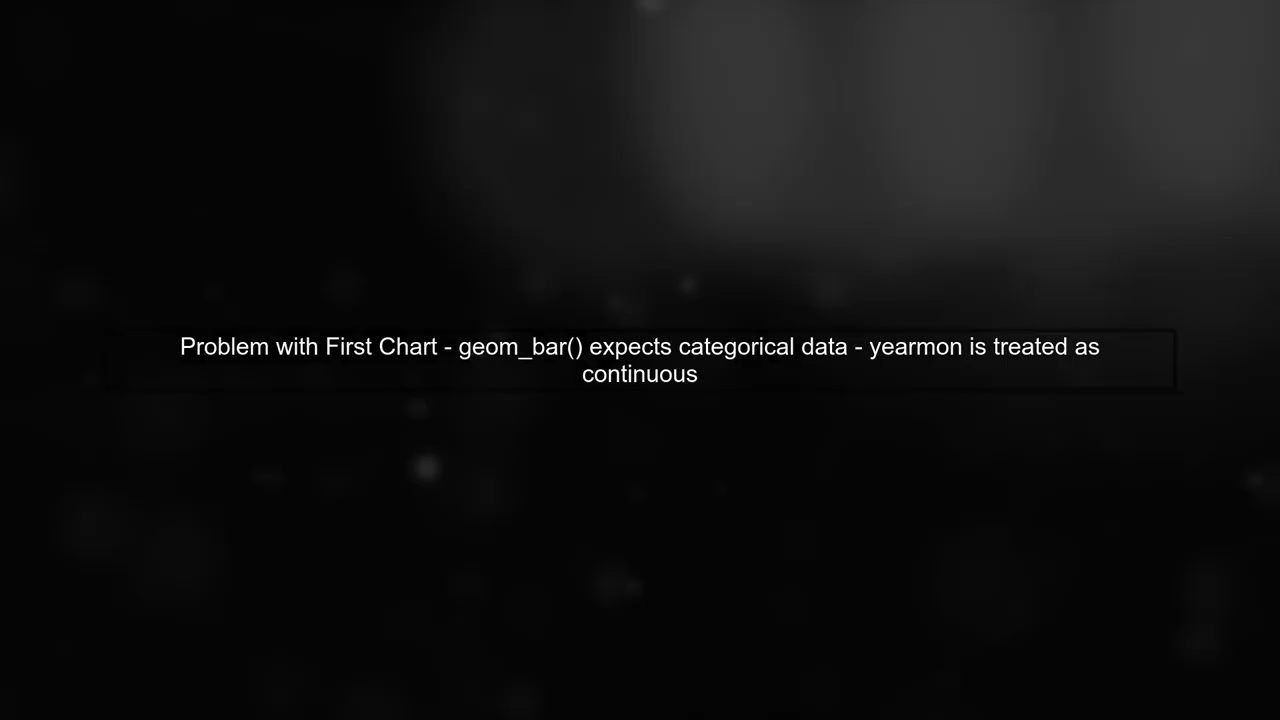 Problem with First Chart - geom_bar() expects categorical data - yearmon is treated as
continuous